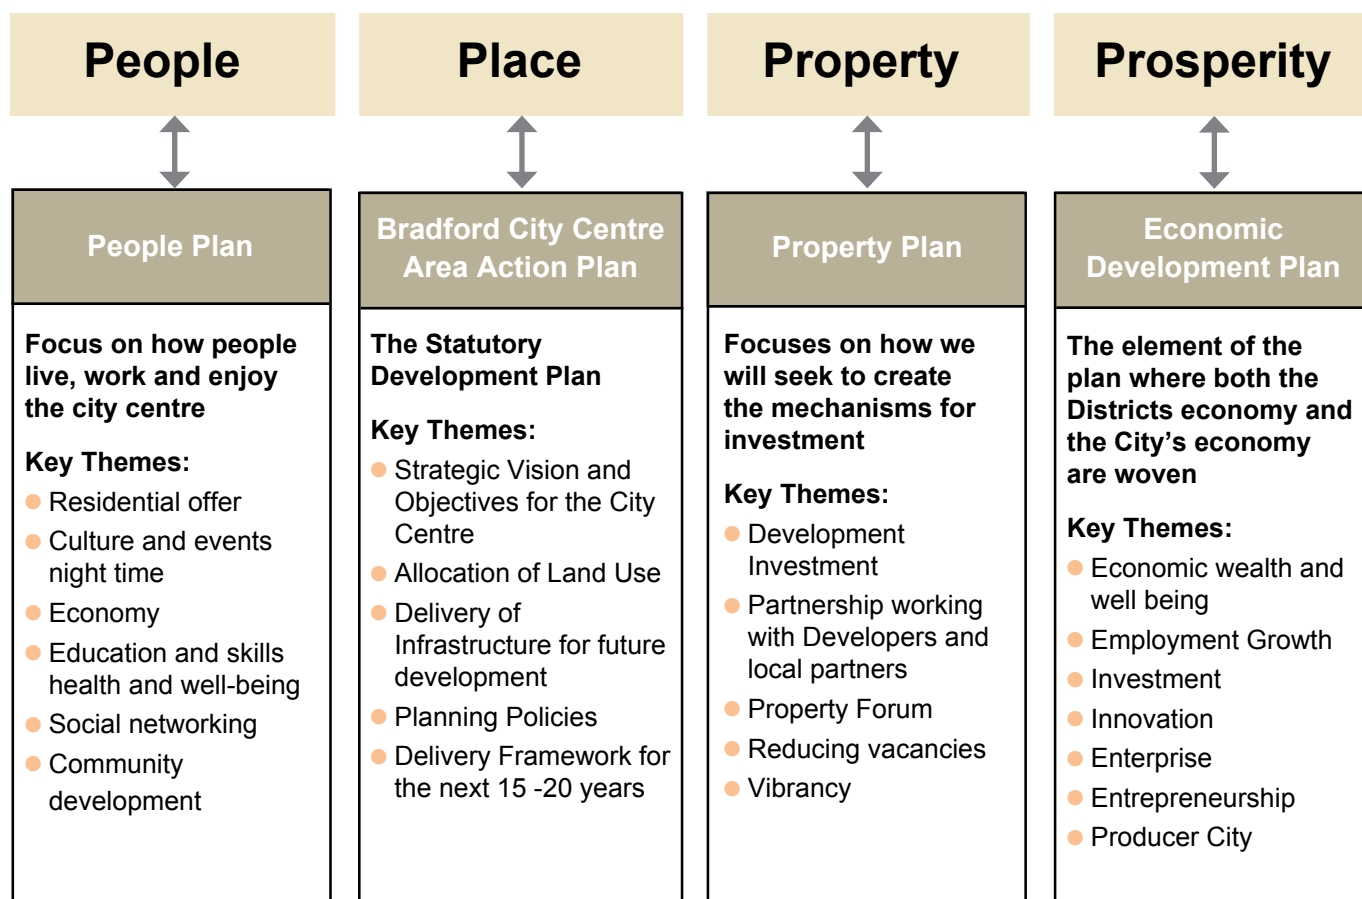 People
People Plan
Focus on how people
live, work and enjoy
the city centre
Key Themes:
Residential offer
Culture and events
night time
Economy
Education and skills
health and well-being
Social networking
Community
development
Place
Bradford City Centre
Area Action Plan
The Statutory
Development Plan
Key Themes:
Strategic Vision and
Objectives for the City
Centre
Allocation of Land Use
Delivery of
Infrastructure for future
development
Planning Policies
Delivery Framework for
the next 15 -20 years
Property
Property Plan
Focuses on how we
will seek to create
the mechanisms for
investment
Key Themes:
Development
Investment
Partnership working
with Developers and
local partners
Property Forum
Reducing vacancies
Vibrancy
Prosperity
Economic
Development Plan
The element of the
plan where both the
Districts economy and
the City’s economy
are woven
Key Themes:
Economic wealth and
well being
Employment Growth
Investment
Innovation
Enterprise
Entrepreneurship
Producer City